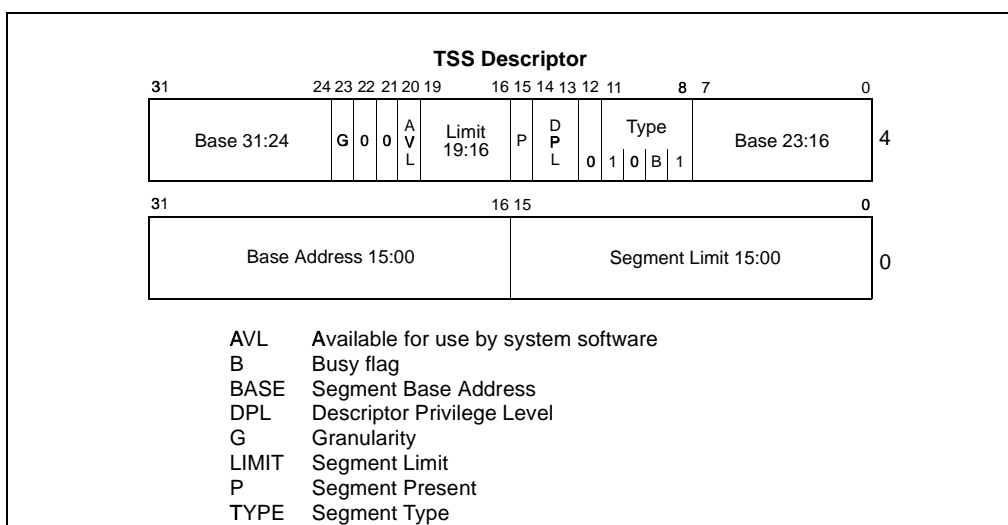 TSS Descriptor
31 24 23 22 21 20 19 16 15 14 13 12 11 8 7 0
Base 31:24 G 0 0 AVL Limit 19:16 P DPL 0 Type 1 0 B 1 Base 23:16 4
31 16 15 0
Base Address 15:00 Segment Limit 15:00 0
AVL Available for use by system software
B Busy flag
BASE Segment Base Address
DPL Descriptor Privilege Level
G Granularity
LIMIT Segment Limit
P Segment Present
TYPE Segment Type